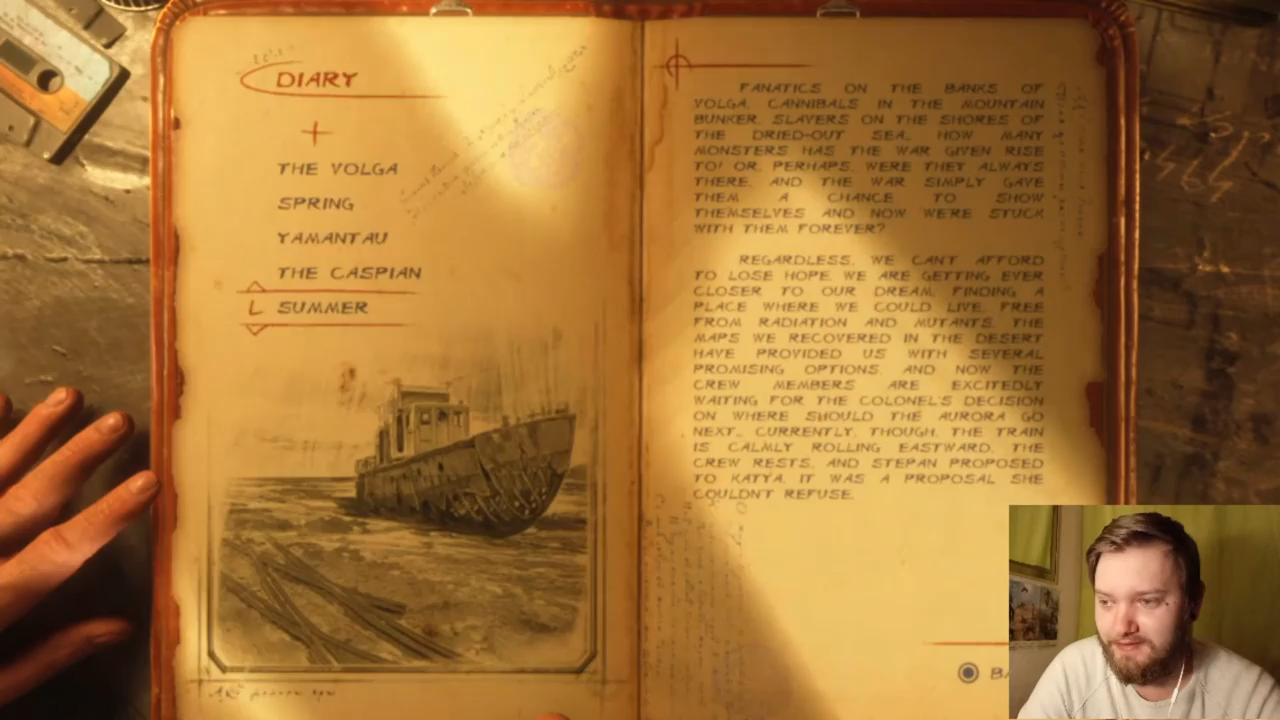 DIARY
THE VOLGA
SPRING
YAMANTAU
THE CASPIAN
SUMMER
FANATICS ON THE BANKS OF
VOLGA, CANNIBALS IN THE MOUNTAIN
BUNKER, SLAVERS ON THE SHORES OF
THE DRIED-OUT SEA... HOW MANY
MONSTERS HAS THE WAR GIVEN RISE
TO? OR, PERHAPS, WERE THEY ALWAYS
THERE, AND THE WAR SIMPLY GAVE
THEM A CHANCE TO SHOW
THEMSELVES AND NOW WE'RE STUCK
WITH THEM FOREVER?
REGARDLESS, WE CAN'T AFFORD
TO LOSE HOPE. WE ARE GETTING EVER
CLOSER TO OUR DREAM, FINDING A
PLACE WHERE WE COULD LIVE, FREE
FROM RADIATION AND MUTANTS. THE
MAPS WE RECOVERED IN THE DESERT
HAVE PROVIDED US WITH SEVERAL
PROMISING OPTIONS, AND NOW THE
CREW MEMBERS ARE EXCITEDLY
WAITING FOR THE COLONEL'S DECISION
ON WHERE SHOULD THE AURORA GO
NEXT... CURRENTLY, THOUGH, THE TRAIN
IS CALMLY ROLLING EASTWARD, THE
CREW RESTS, AND STEPAN PROPOSED
TO KATYA. IT WAS A PROPOSAL SHE
COULDN'T REFUSE.